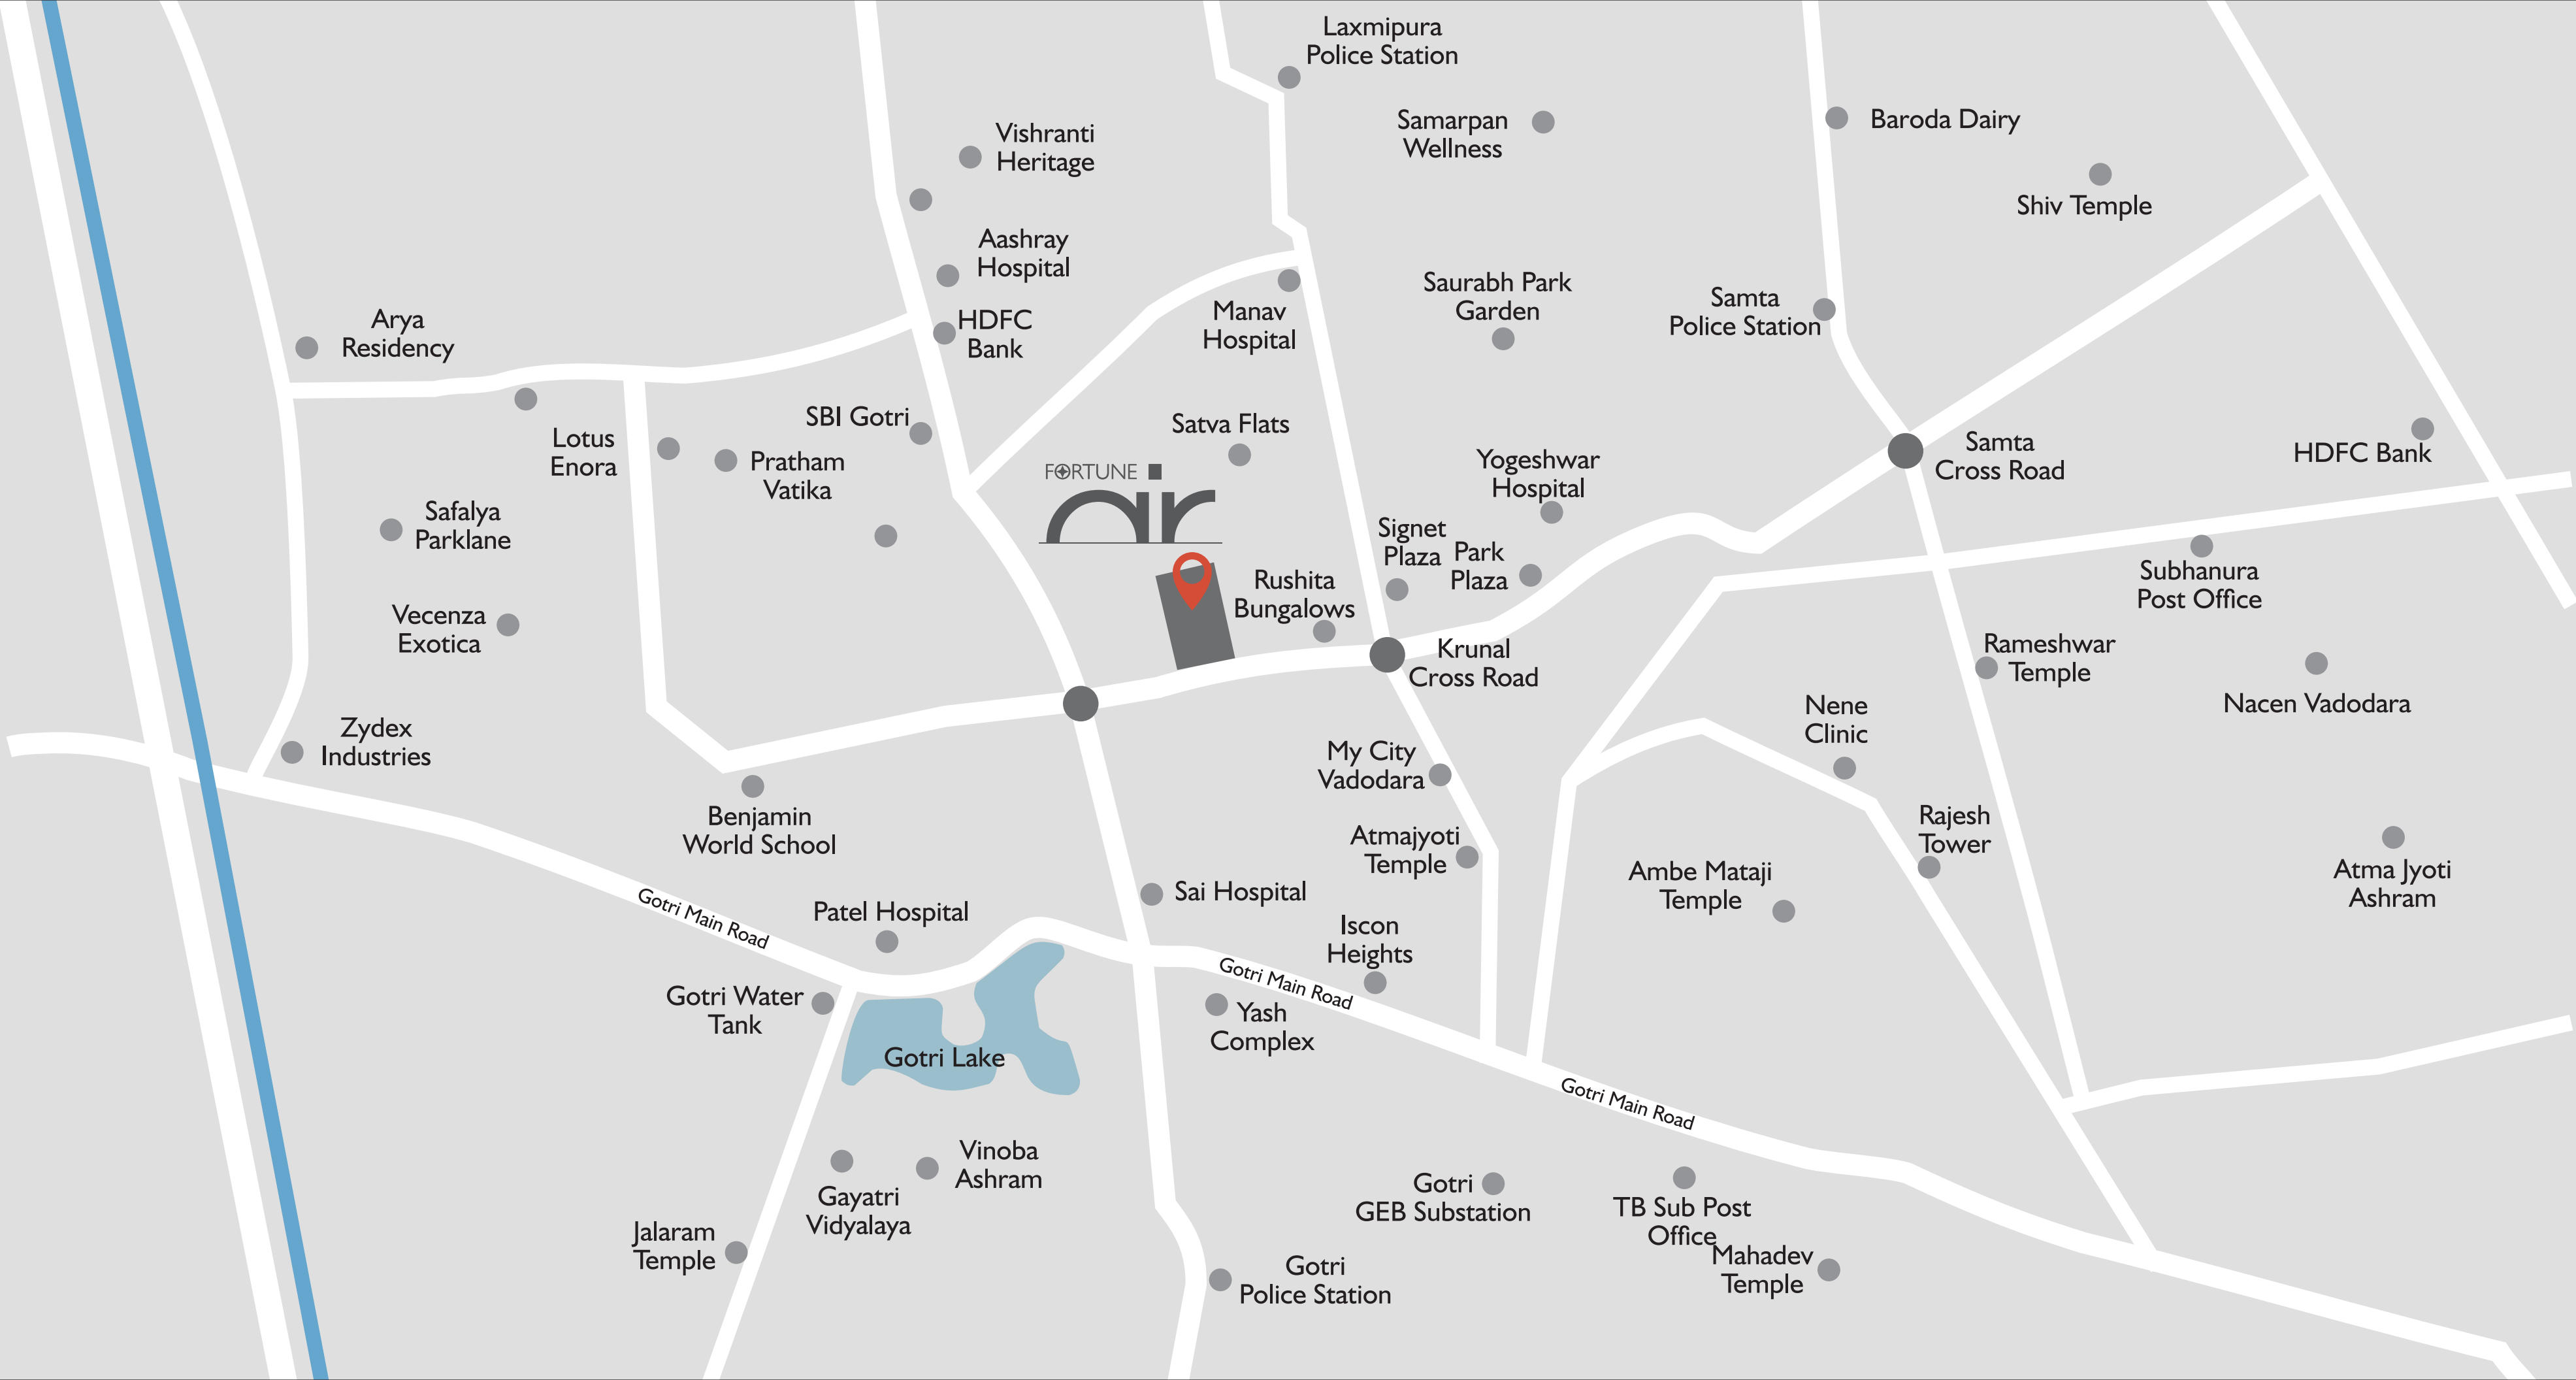 Laxmipura
Police Station
Samarpan
Wellness
Baroda Dairy
Vishranti
Heritage
Shiv Temple
Aashray
Hospital
Saurabh Park
Garden
Samta
Police Station
Manav
Hospital
Arya
Residency
HDFC
Bank
SBI Gotri
Satva Flats
Lotus
Enora
Pratham
Vatika
Yogeshwar
Hospital
Samta
Cross Road
HDFC Bank
FORTUNE
air
Safalya
Parklane
Signet
Plaza
Park
Plaza
Rushita
Bungalows
Subhanura
Post Office
Vecenza
Exotica
Krunal
Cross Road
Rameshwar
Temple
Nacen Vadodara
Nene
Clinic
Zydex
Industries
My City
Vadodara
Benjamin
World School
Atmajyoti
Temple
Rajesh
Tower
Ambe Mataji
Temple
Atma Jyoti
Ashram
Sai Hospital
Gotri Main Road
Patel Hospital
Iscon
Heights
Gotri Main Road
Gotri Water
Tank
Yash
Complex
Gotri Lake
Gotri Main Road
Vinoba
Ashram
Gayatri
Vidyalaya
Gotri
GEB Substation
TB Sub Post
Office
Jalaram
Temple
Mahadev
Temple
Gotri
Police Station